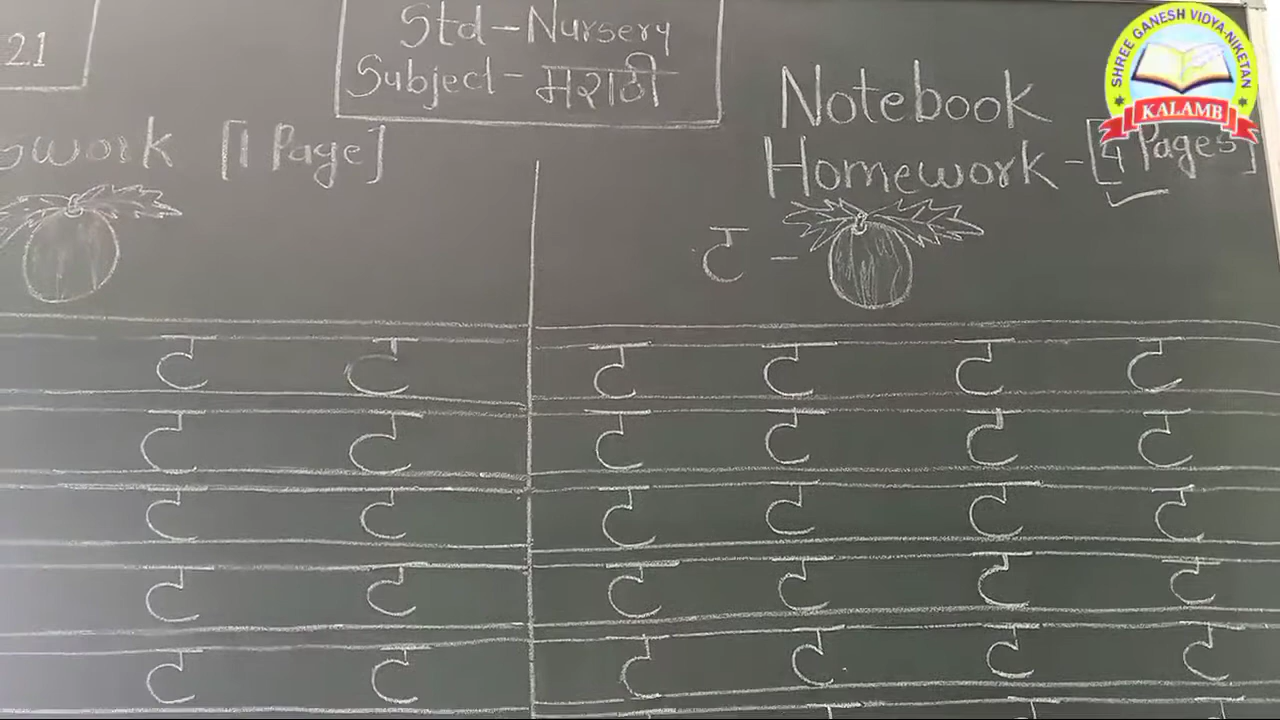 21
Std-Nursery
Subject- मराठी
work [1 Page]
Notebook
Homework -[4 Pages]
SHREE GANESH VIDYA-NIKETAN
KALAMB
ट -
ट ट ट ट ट ट
ट ट ट ट ट ट
ट ट ट ट ट ट
ट ट ट ट ट ट
ट ट ट ट ट ट